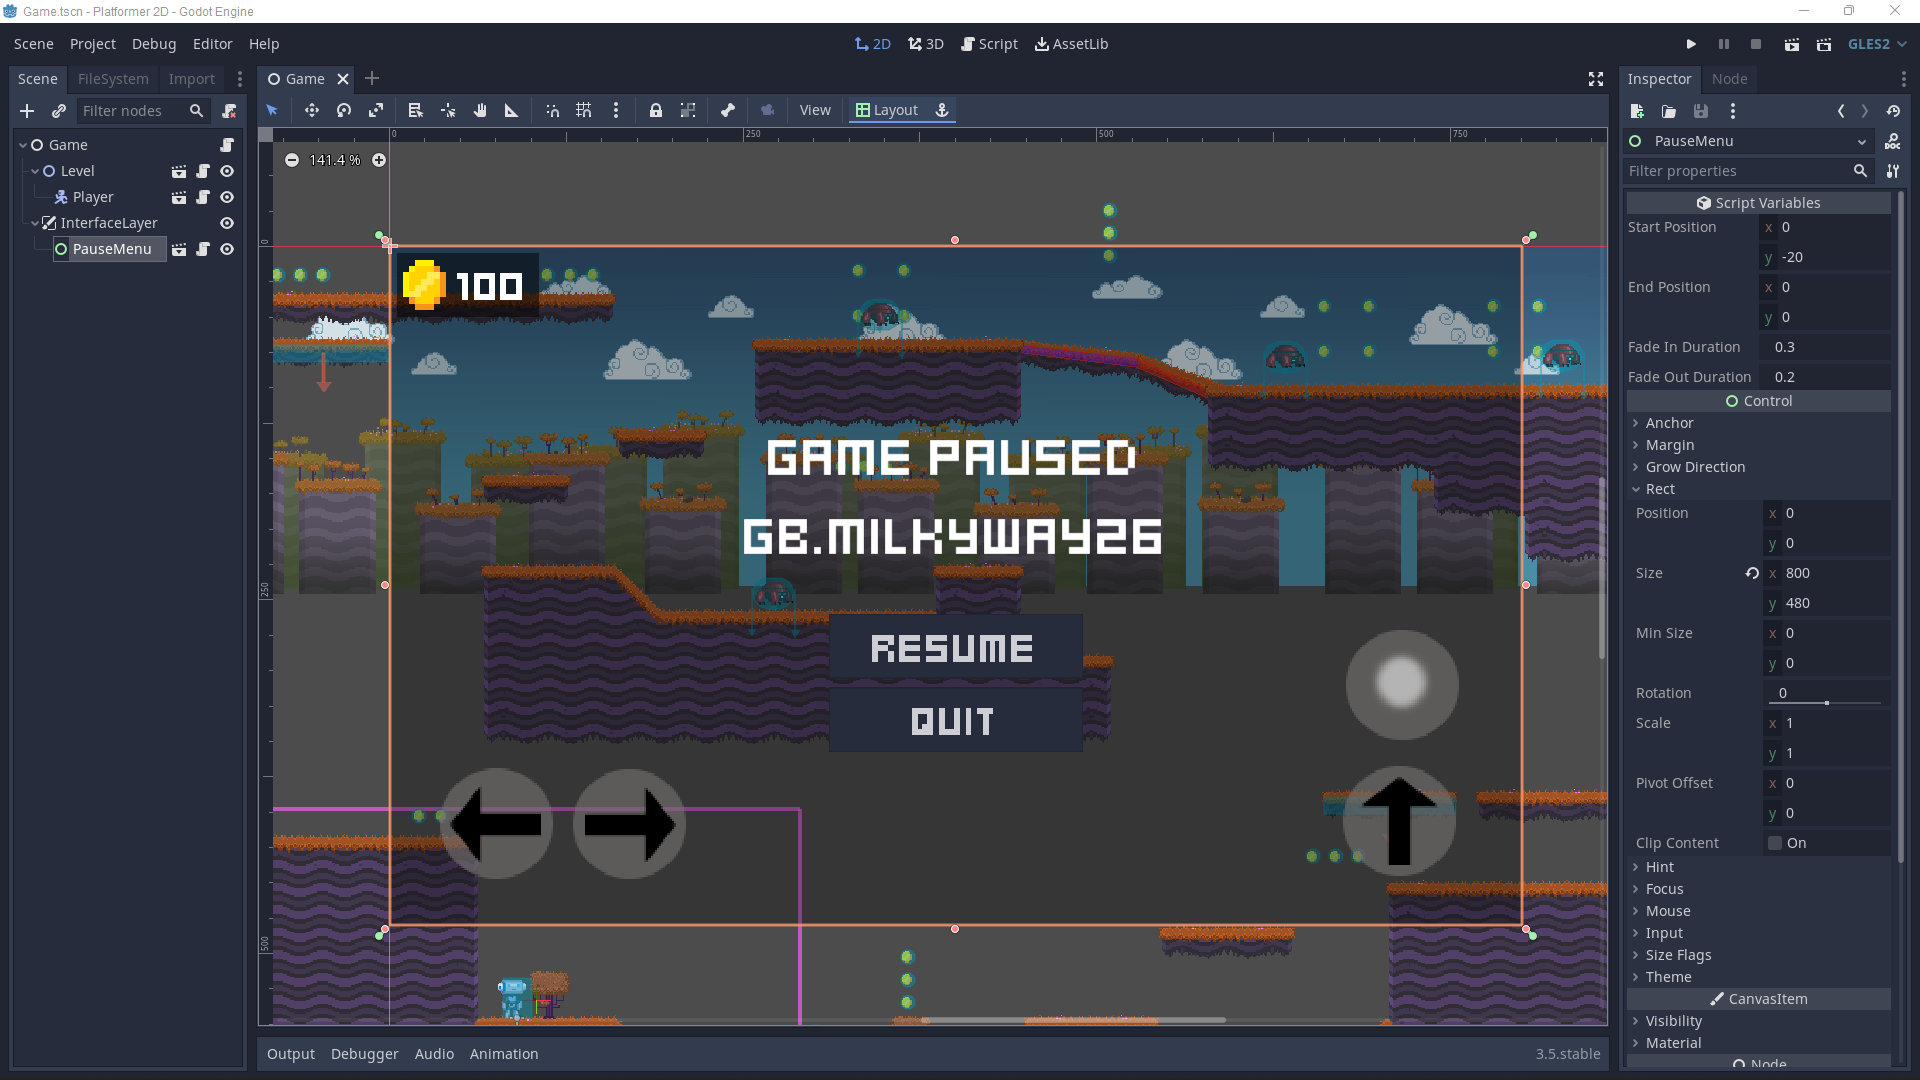 Game.tscn - Platformer 2D - Godot Engine
Scene Project Debug Editor Help
2D 3D Script AssetLib
GLES2
Scene FileSystem Import
Game
Inspector Node
Filter nodes
View Layout
Game
Level
Player
InterfaceLayer
PauseMenu
0 250 500 750
141.4 %
0
250
500
100
GAME PAUSED
GB.MILKYWAY26
RESUME
QUIT
Output Debugger Audio Animation
3.5.stable
PauseMenu
Filter properties
Script Variables
Start Position x 0
y -20
End Position x 0
y 0
Fade In Duration 0.3
Fade Out Duration 0.2
Control
Anchor
Margin
Grow Direction
Rect
Position x 0
y 0
Size x 800
y 480
Min Size x 0
y 0
Rotation 0
Scale x 1
y 1
Pivot Offset x 0
y 0
Clip Content On
Hint
Focus
Mouse
Input
Size Flags
Theme
CanvasItem
Visibility
Material
Node